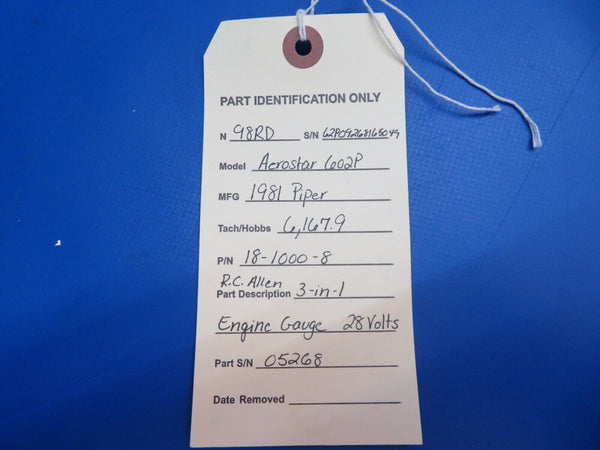 PART IDENTIFICATION ONLY
N 98RD S/N 62P09268165049
Model Aerostar 602P
MFG 1981 Piper
Tach/Hobbs 6,167.9
P/N 18-1000-8
R.C. Allen
Part Description 3-in-1
Engine Gauge 28 Volts
Part S/N 05268
Date Removed